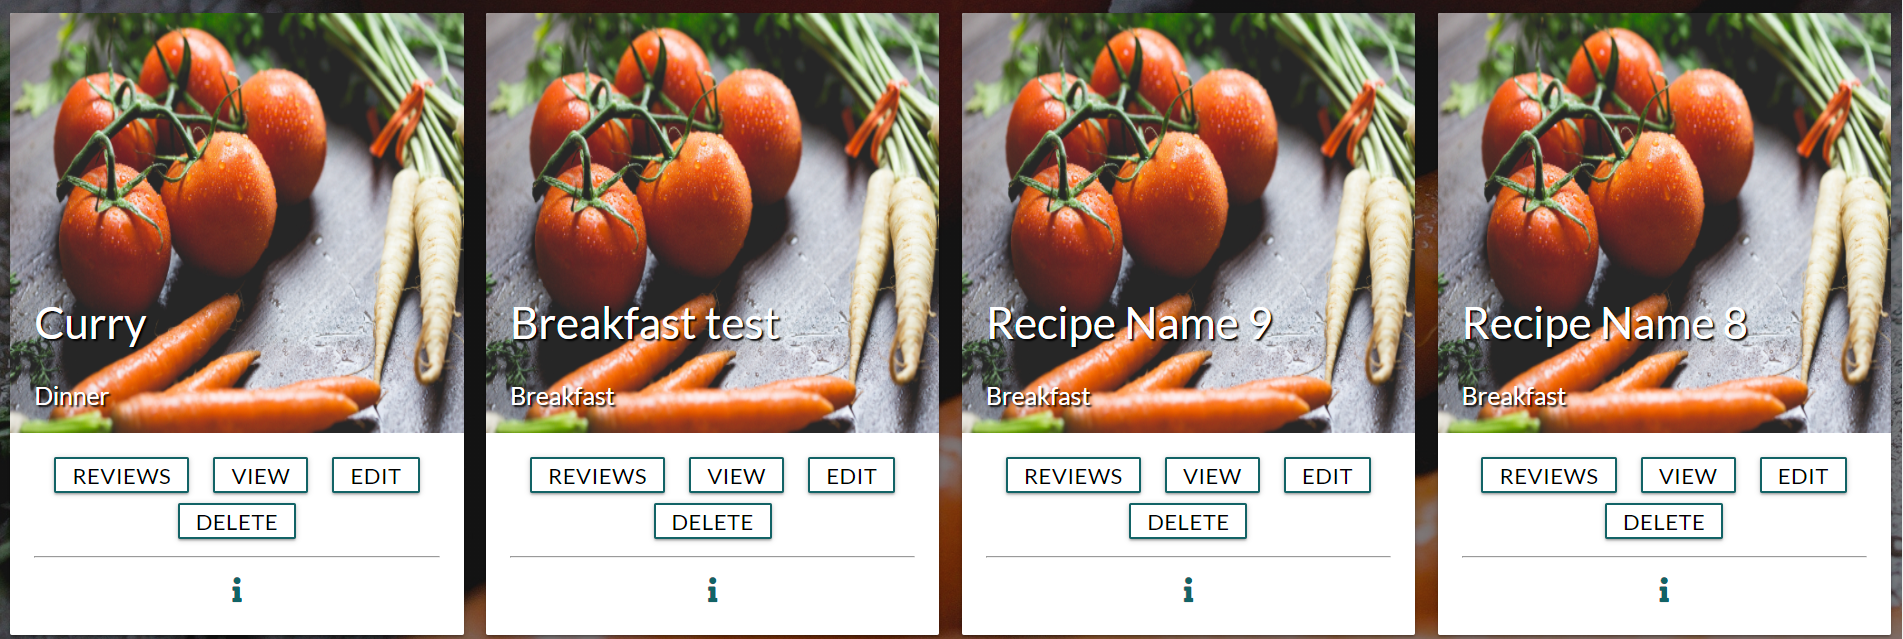 Curry
Dinner
REVIEWS VIEW EDIT
DELETE
Breakfast test
Breakfast
REVIEWS VIEW EDIT
DELETE
Recipe Name 9
Breakfast
REVIEWS VIEW EDIT
DELETE
Recipe Name 8
Breakfast
REVIEWS VIEW EDIT
DELETE